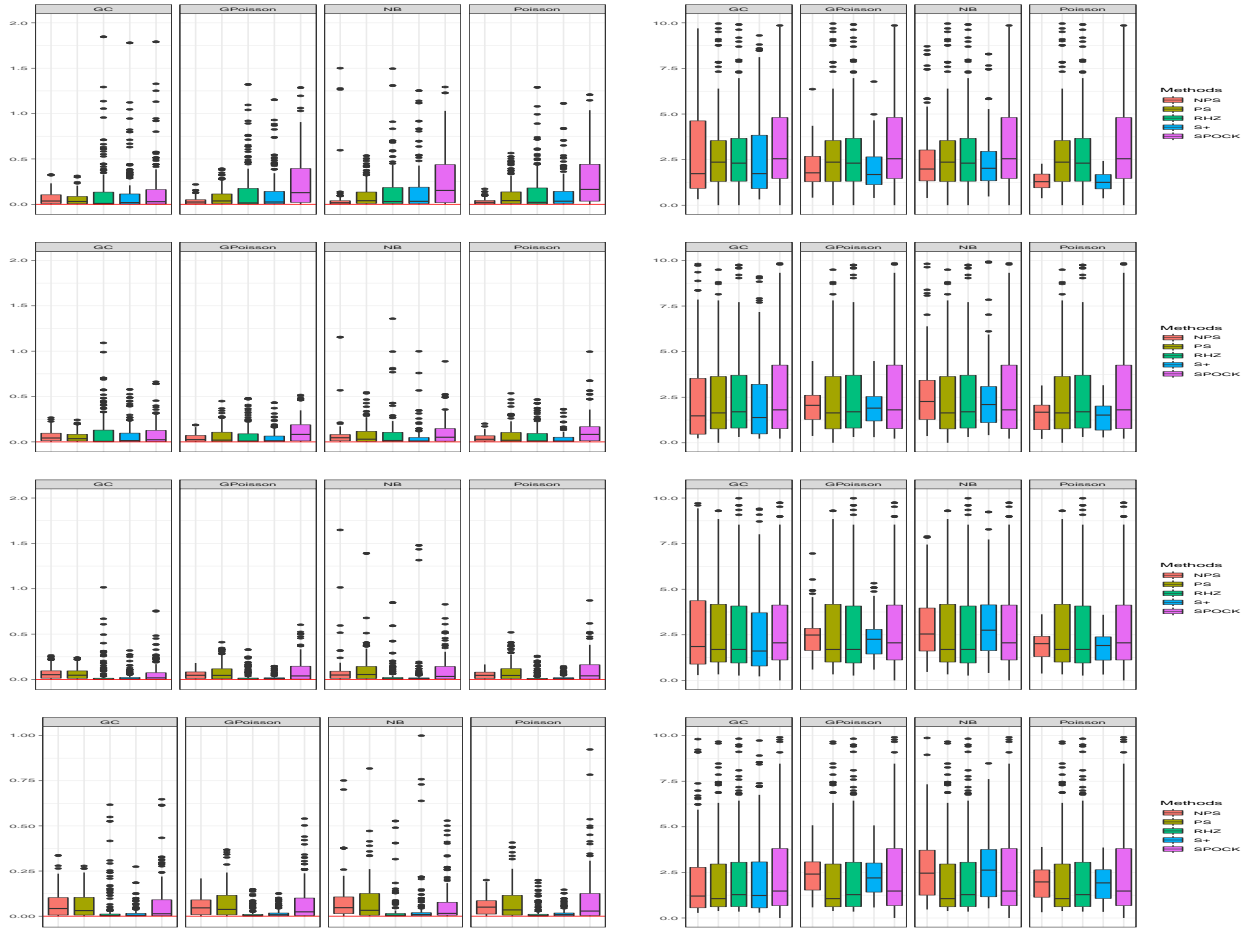 GC GPoisson NB Poisson
2.0
1.5
1.0
0.5
0.0
GC GPoisson NB Poisson
10.0
7.5
5.0
2.5
0.0
Methods
NPS
PS
RHZ
S+
SPOCK
GC GPoisson NB Poisson
2.0
1.5
1.0
0.5
0.0
GC GPoisson NB Poisson
10.0
7.5
5.0
2.5
0.0
Methods
NPS
PS
RHZ
S+
SPOCK
GC GPoisson NB Poisson
2.0
1.5
1.0
0.5
0.0
GC GPoisson NB Poisson
10.0
7.5
5.0
2.5
0.0
Methods
NPS
PS
RHZ
S+
SPOCK
GC GPoisson NB Poisson
1.00
0.75
0.50
0.25
0.00
GC GPoisson NB Poisson
10.0
7.5
5.0
2.5
0.0
Methods
NPS
PS
RHZ
S+
SPOCK